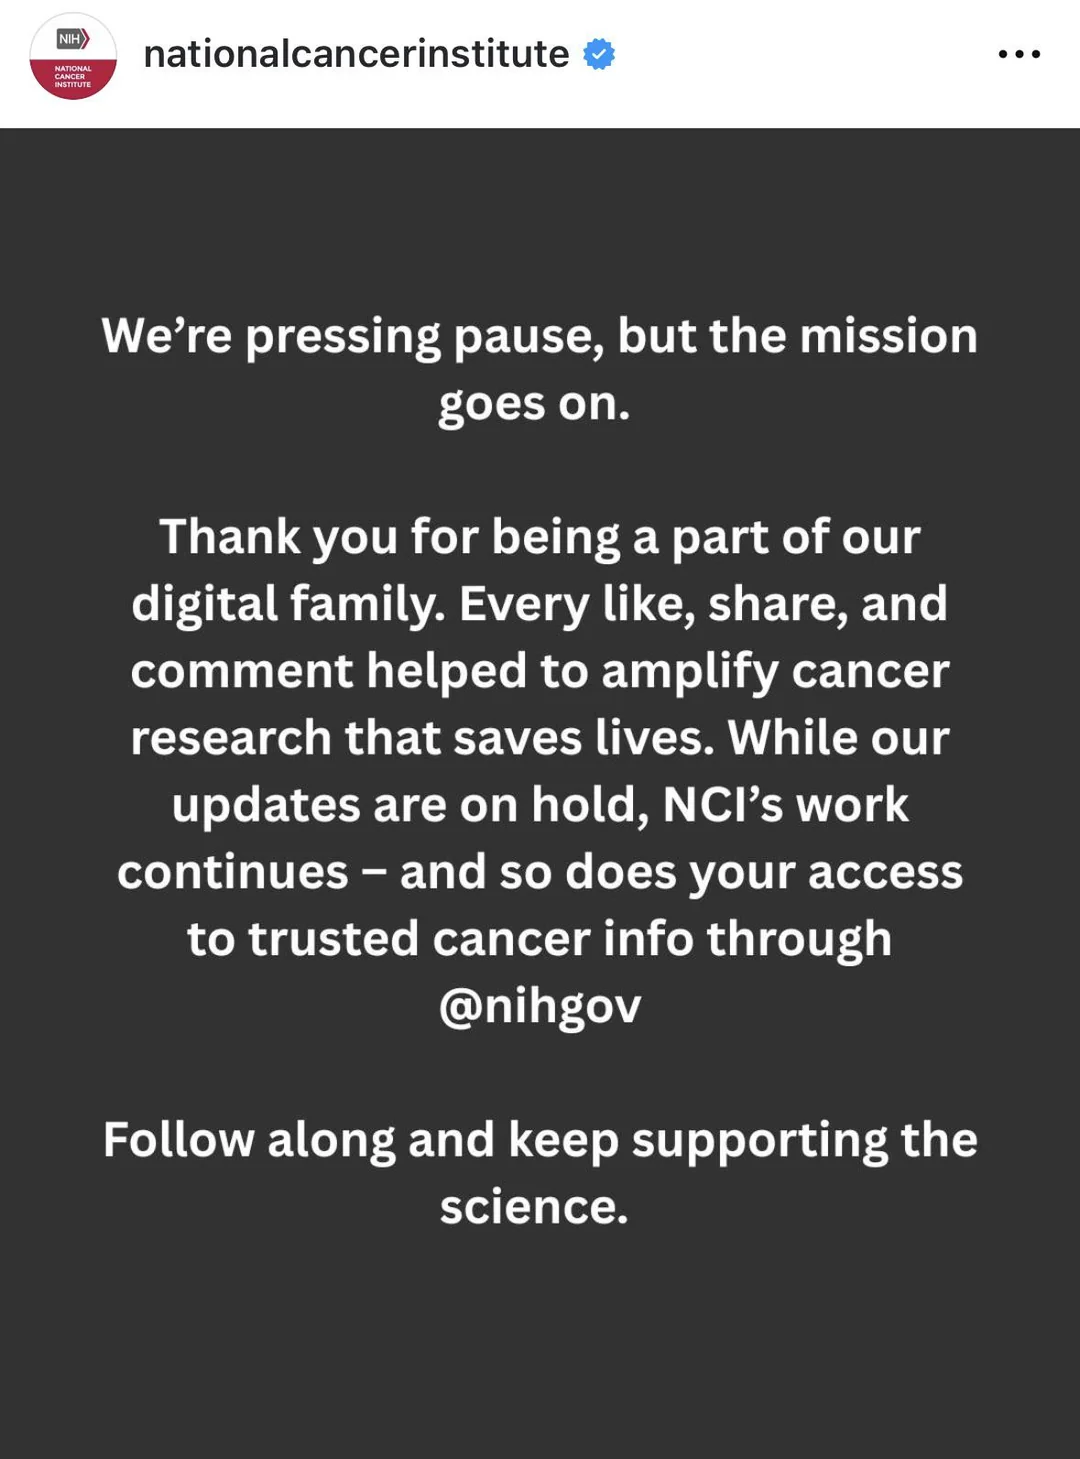 NIH
NATIONAL
CANCER
INSTITUTE
nationalcancerinstitute
We’re pressing pause, but the mission
goes on.
Thank you for being a part of our
digital family. Every like, share, and
comment helped to amplify cancer
research that saves lives. While our
updates are on hold, NCI’s work
continues – and so does your access
to trusted cancer info through
@nihgov
Follow along and keep supporting the
science.